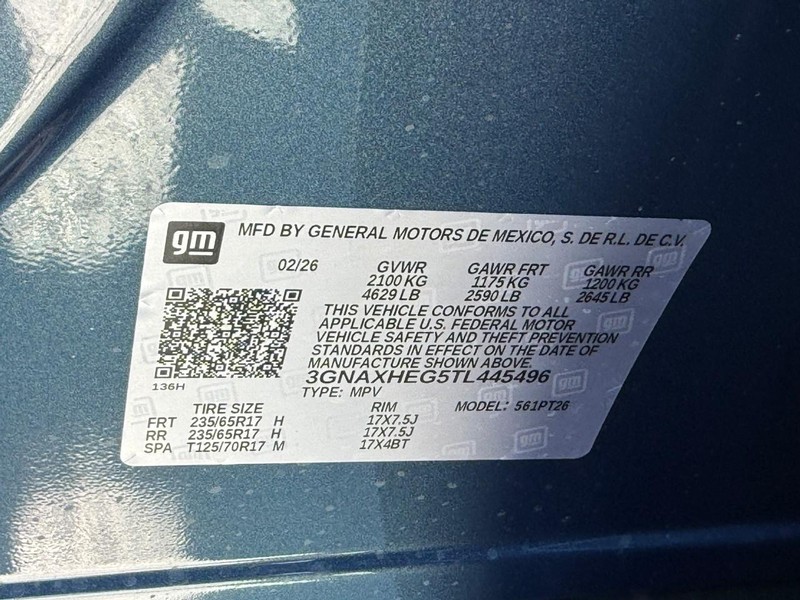 gm MFD BY GENERAL MOTORS DE MEXICO, S. DE R.L. DE C.V.
02/26 GVWR GAWR FRT GAWR RR
2100 KG 1175 KG 1200 KG
4629 LB 2590 LB 2645 LB
THIS VEHICLE CONFORMS TO ALL
APPLICABLE U.S. FEDERAL MOTOR
VEHICLE SAFETY AND THEFT PREVENTION
STANDARDS IN EFFECT ON THE DATE OF
MANUFACTURE SHOWN ABOVE.
136H
3GNAXHEG5TL445496
TYPE: MPV MODEL: 561PT26
TIRE SIZE RIM
FRT 235/65R17 H 17X7.5J
RR 235/65R17 H 17X7.5J
SPA T125/70R17 M 17X4BT